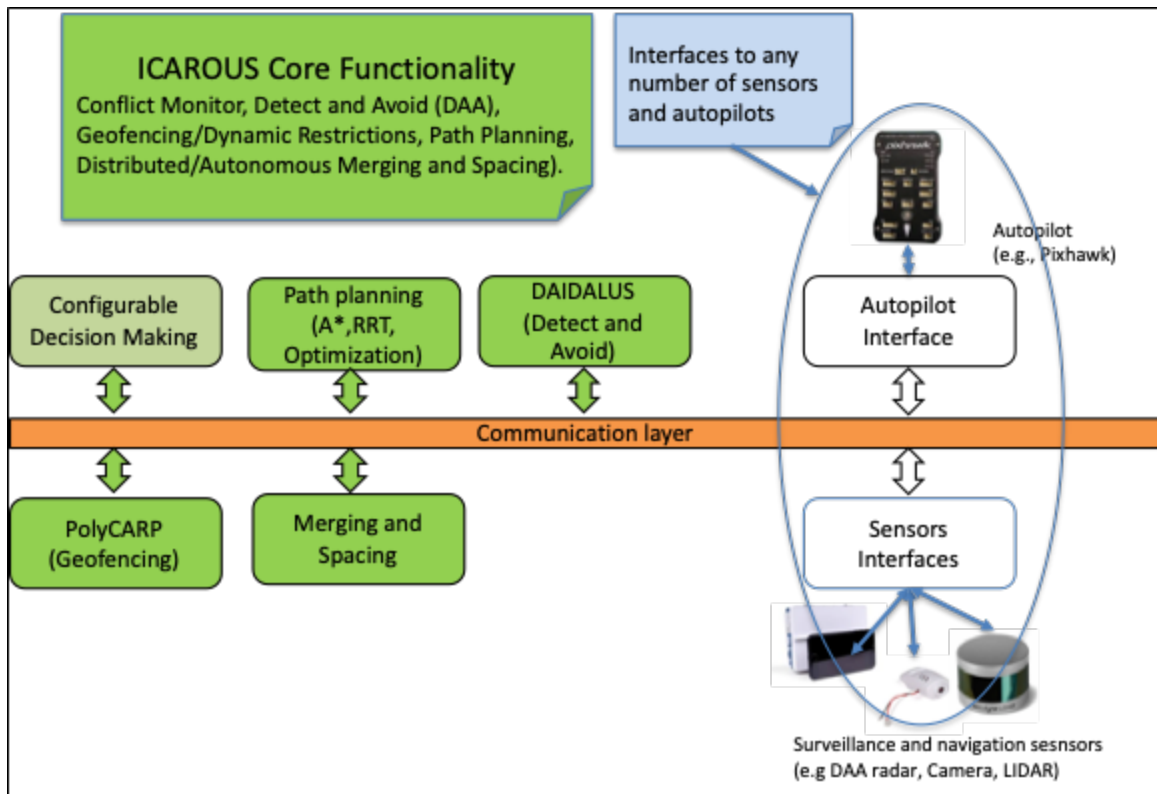 ICAROUS Core Functionality
Conflict Monitor, Detect and Avoid (DAA),
Geofencing/Dynamic Restrictions, Path Planning,
Distributed/Autonomous Merging and Spacing).
Interfaces to any
number of sensors
and autopilots
pixhawk
Autopilot
(e.g., Pixhawk)
Configurable
Decision Making
Path planning
(A*,RRT,
Optimization)
DAIDALUS
(Detect and
Avoid)
Autopilot
Interface
Communication layer
PolyCARP
(Geofencing)
Merging and
Spacing
Sensors
Interfaces
Surveillance and navigation sesnsors
(e.g DAA radar, Camera, LIDAR)